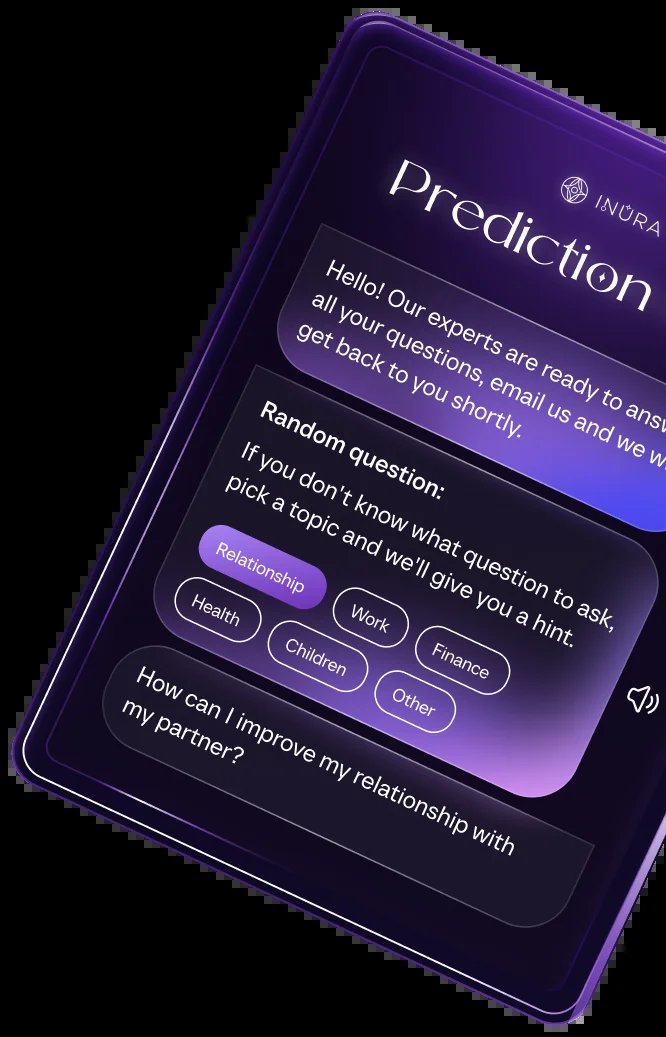 INURA
Prediction
Hello! Our experts are ready to
all your questions, email us and we
get back to you shortly.
Random question:
If you don't know what question to ask,
pick a topic and we'll give you a hint.
Relationship
Work
Finance
Health
Children
Other
How can I improve my relationship with
my partner?